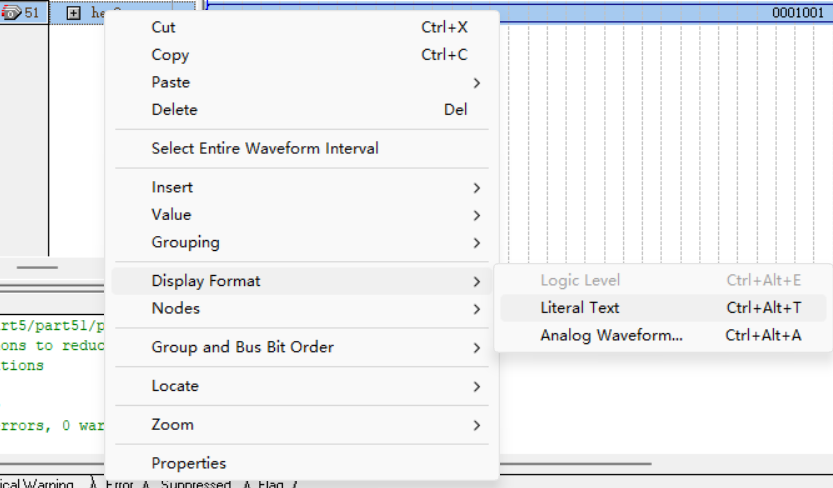 51
0001001
Cut Ctrl+X
Copy Ctrl+C
Paste
Delete Del
Select Entire Waveform Interval
Insert
Value
Grouping
Display Format
Logic Level Ctrl+Alt+E
Nodes
Literal Text Ctrl+Alt+T
Analog Waveform... Ctrl+Alt+A
rt5/part51/p
ons to reduc
Group and Bus Bit Order
tions
Locate
rrors, 0 war
Zoom
Properties
ical Warning Error Suppressed Flag